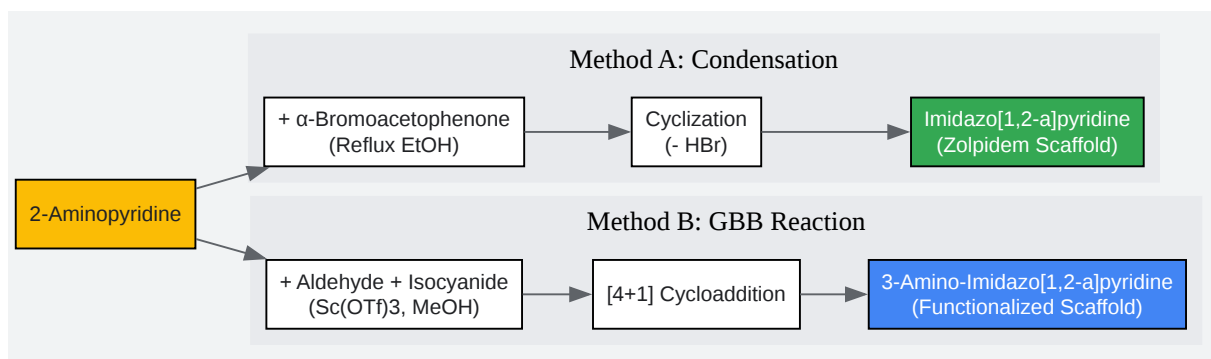 Method A: Condensation
+ α-Bromoacetophenone
(Reflux EtOH)
Cyclization
(- HBr)
Imidazo[1,2-a]pyridine
(Zolpidem Scaffold)
2-Aminopyridine
Method B: GBB Reaction
+ Aldehyde + Isocyanide
(Sc(OTf)3, MeOH)
[4+1] Cycloaddition
3-Amino-Imidazo[1,2-a]pyridine
(Functionalized Scaffold)